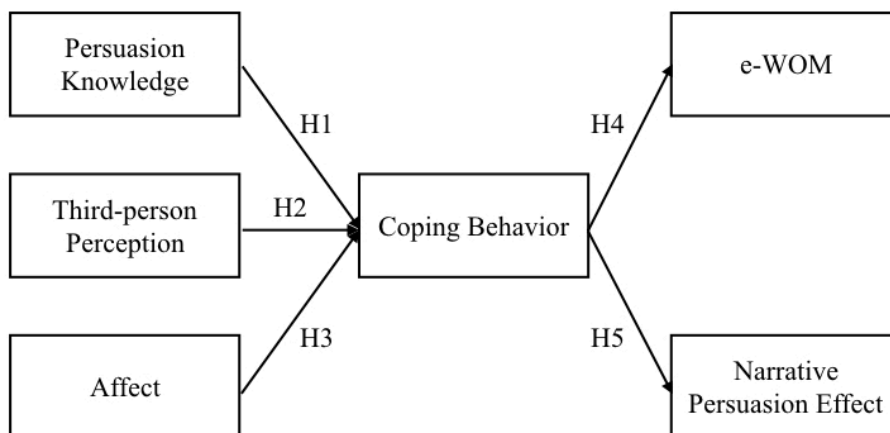 Persuasion
Knowledge
e-WOM
H1
H4
Third-person
Perception
H2
Coping Behavior
H3
H5
Affect
Narrative
Persuasion Effect